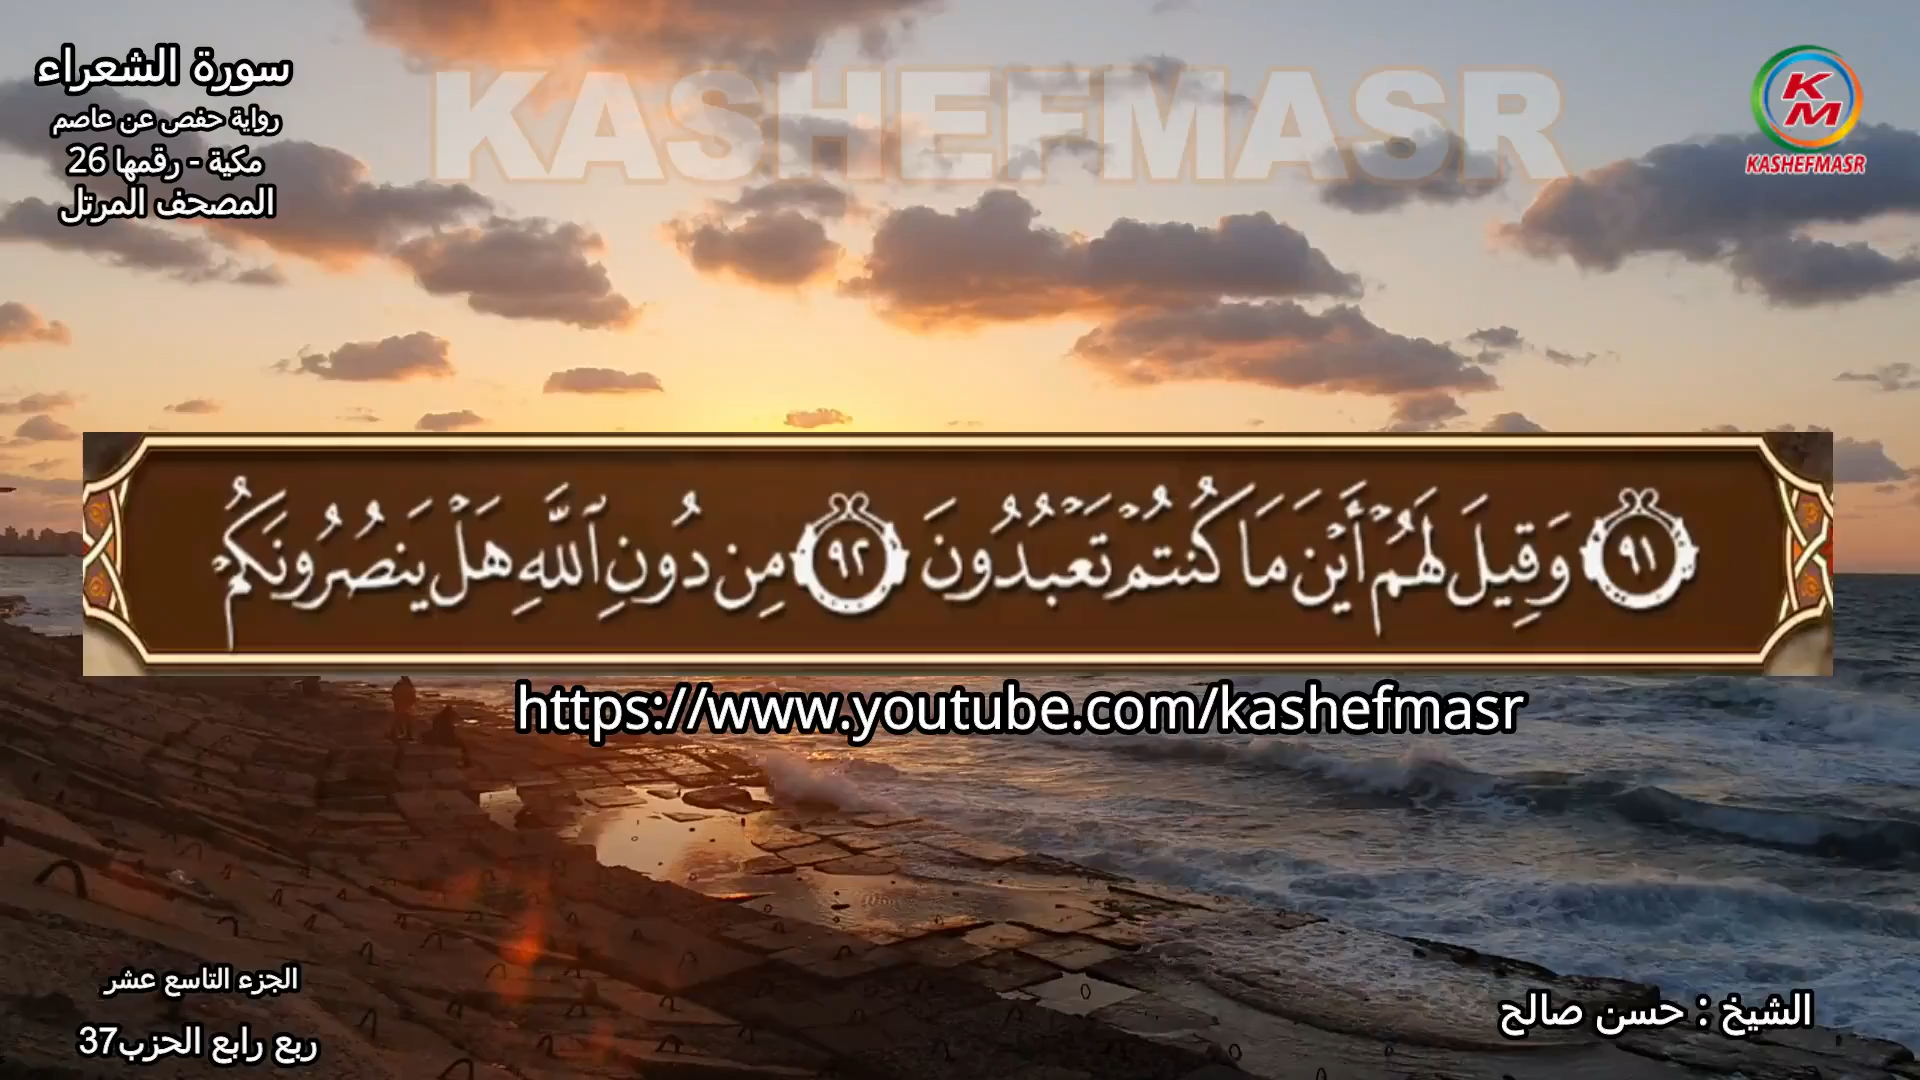 سورة الشعراء
رواية حفص عن عاصم
مكية - رقمها 26
المصحف المرتل
KASHEFMASR
KM
KASHEFMASR
٩١ وَقِيلَ لَهُمْ أَيْنَ مَا كُنتُمْ تَعْبُدُونَ ٩٢ مِن دُونِ ٱللَّهِ هَلْ يَنصُرُونَكُمْ
https://www.youtube.com/kashefmasr
الجزء التاسع عشر
ربع رابع الحزب37
الشيخ : حسن صالح